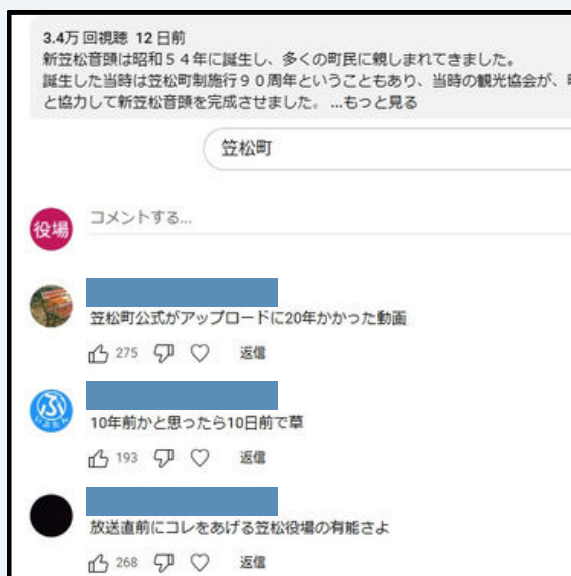 3.4万 回視聴 12 日前
新笠松音頭は昭和５４年に誕生し、多くの町民に親しまれてきました。
誕生した当時は笠松町制施行９０周年ということもあり、当時の観光協会が、
と協力して新笠松音頭を完成させました。 ...もっと見る
笠松町
役場
コメントする...
笠松町公式がアップロードに20年かかった動画
275 返信
ふ
10年前かと思ったら10日前で草
193 返信
放送直前にコレをあげる笠松役場の有能さよ
268 返信